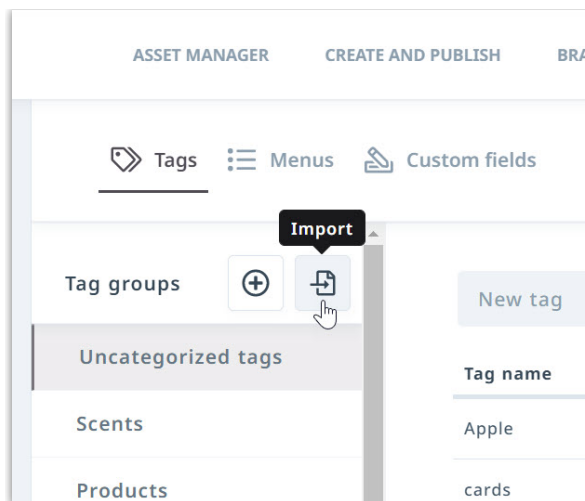 ASSET MANAGER CREATE AND PUBLISH BRA
Tags Menus Custom fields
Import
Tag groups
New tag
Uncategorized tags
Tag name
Scents
Apple
Products
cards